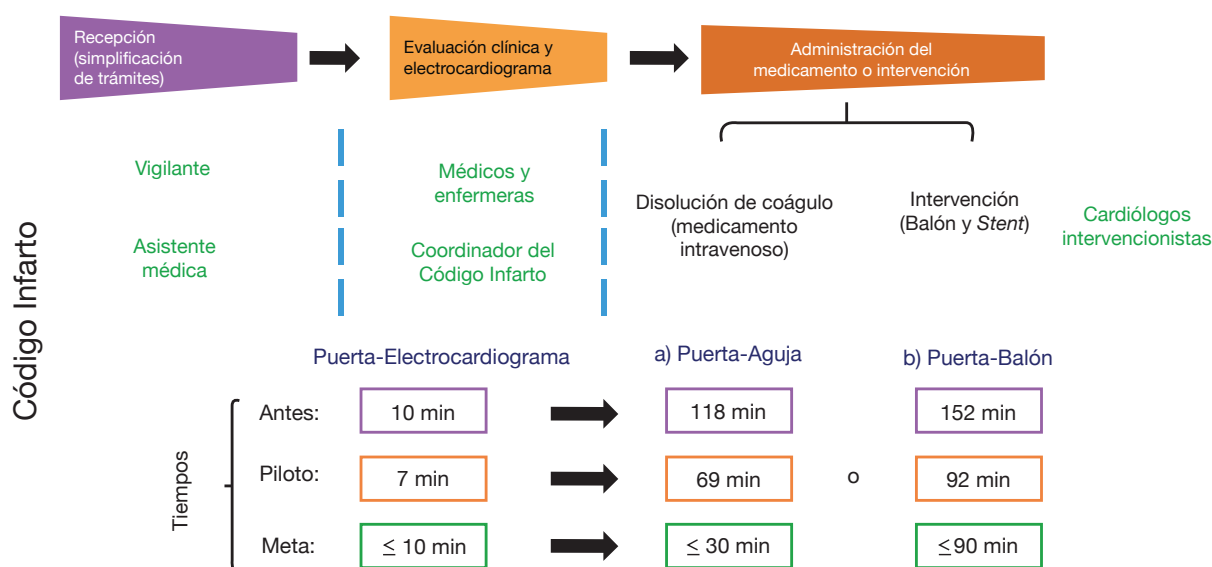 Código Infarto
Recepción
(simplificación
de trámites)
Evaluación clínica y
electrocardiograma
Administración del
medicamento o intervención
Vigilante
Asistente
médica
Médicos y
enfermeras
Coordinador del
Código Infarto
Disolución de coágulo
(medicamento
intravenoso)
Intervención
(Balón y Stent)
Cardiólogos
intervencionistas
Puerta-Electrocardiograma
a) Puerta-Aguja
b) Puerta-Balón
Tiempos
Antes:
10 min
118 min
152 min
Piloto:
7 min
69 min
o
92 min
Meta:
≤ 10 min
≤ 30 min
≤ 90 min